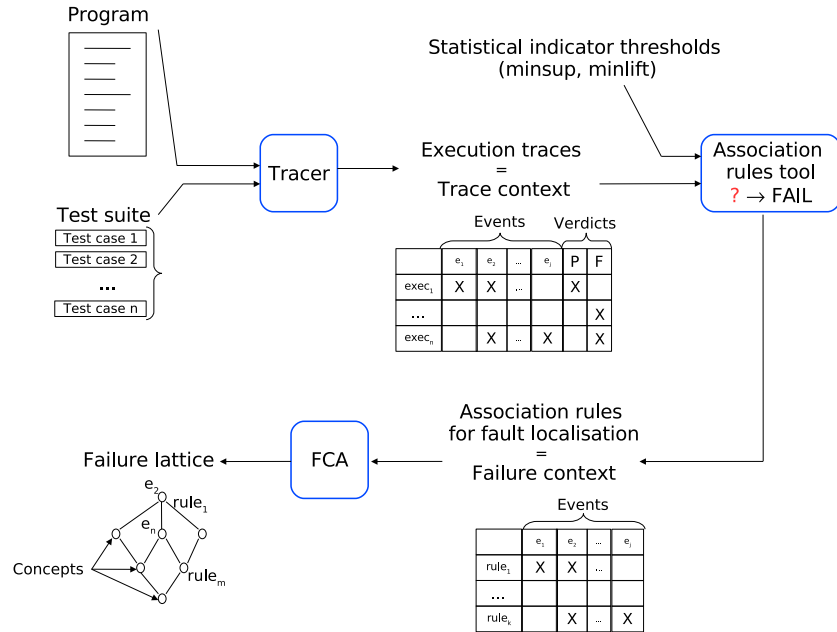 Program
Statistical indicator thresholds
(minsup, minlift)
Tracer
Execution traces
=
Trace context
Association
rules tool
? → FAIL
Test suite
Test case 1
Test case 2
...
Test case n
Events Verdicts
e1 e2 ... ej P F
exec1 X X ... X
... X
execn X ... X X
Association rules
for fault localisation
=
Failure context
FCA
Failure lattice
e2
rule1
en
Concepts
rulem
Events
e1 e2 ... ej
rule1 X X ...
...
rulek X ... X